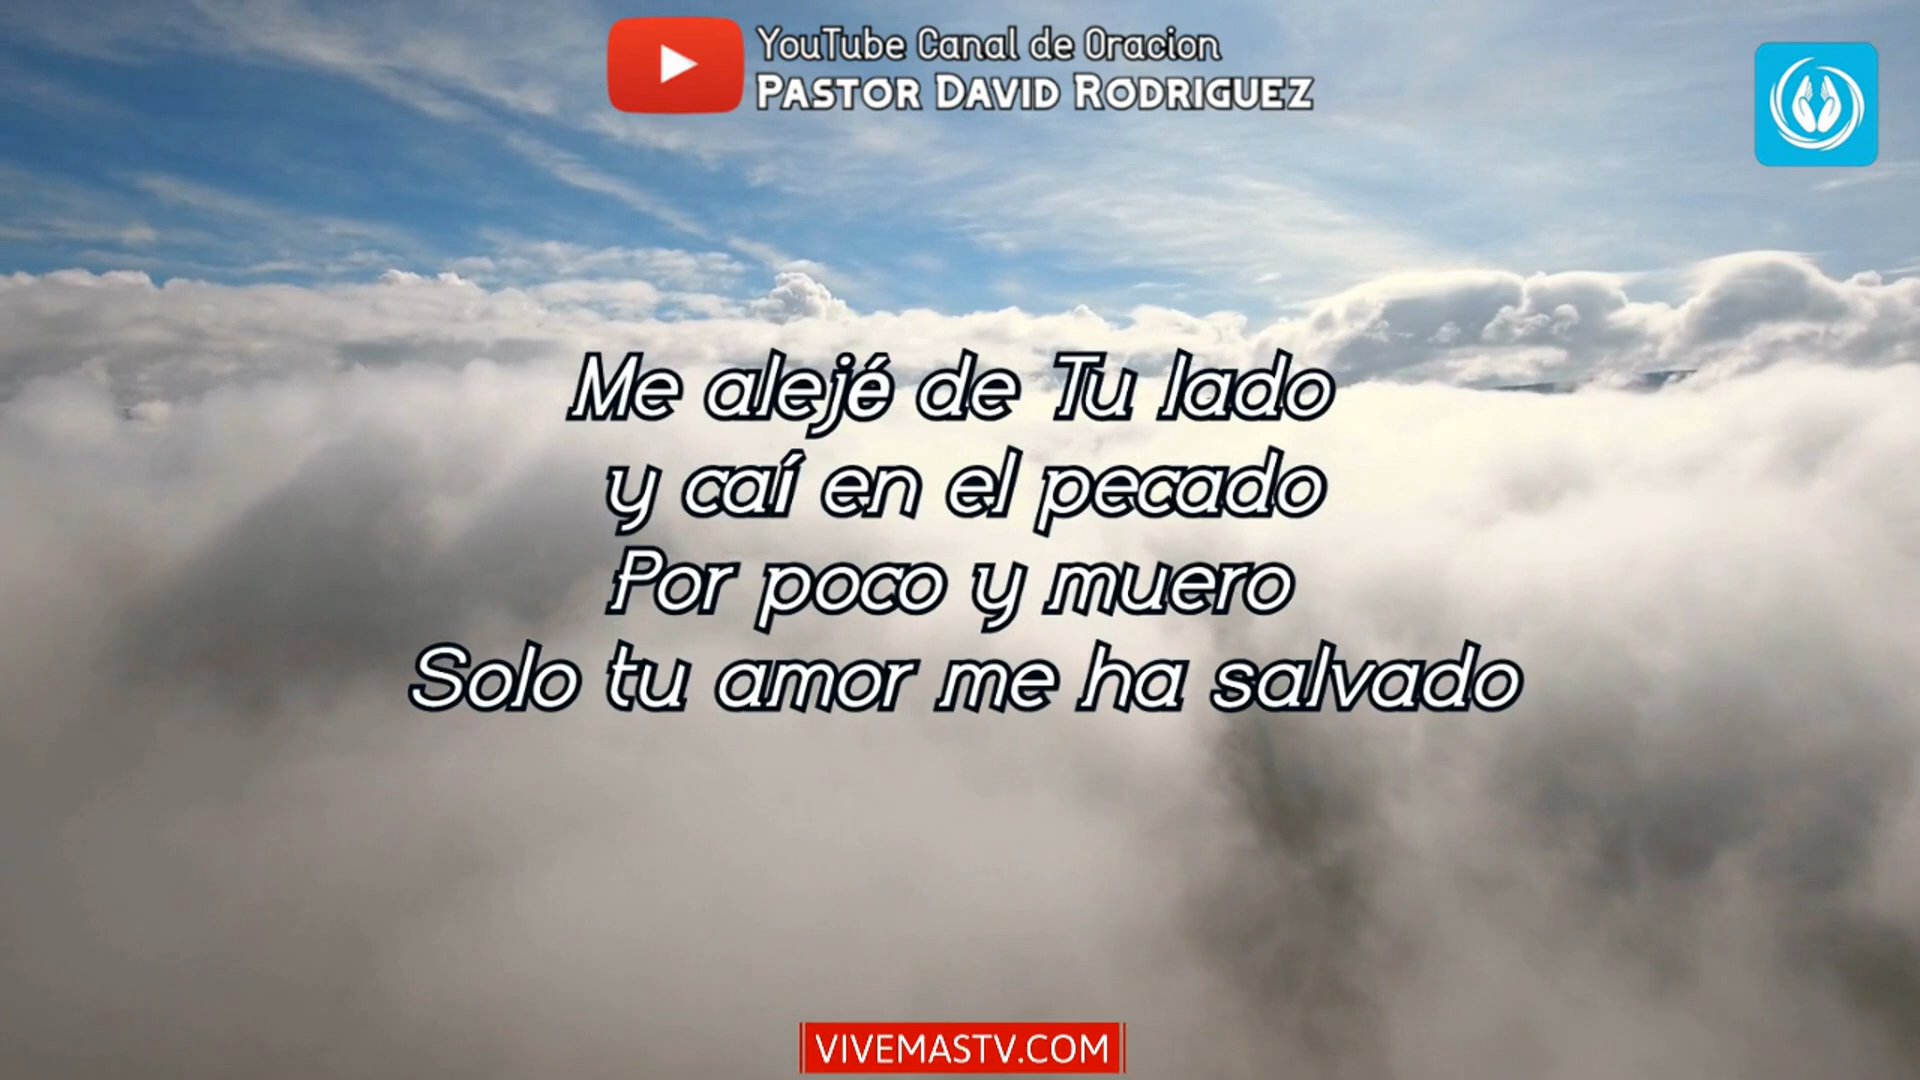 YouTube Canal de Oracion
PASTOR DAVID RODRIGUEZ
Me alejé de Tu lado
y caí en el pecado
Por poco y muero
Solo tu amor me ha salvado
VIVEMASTV.COM